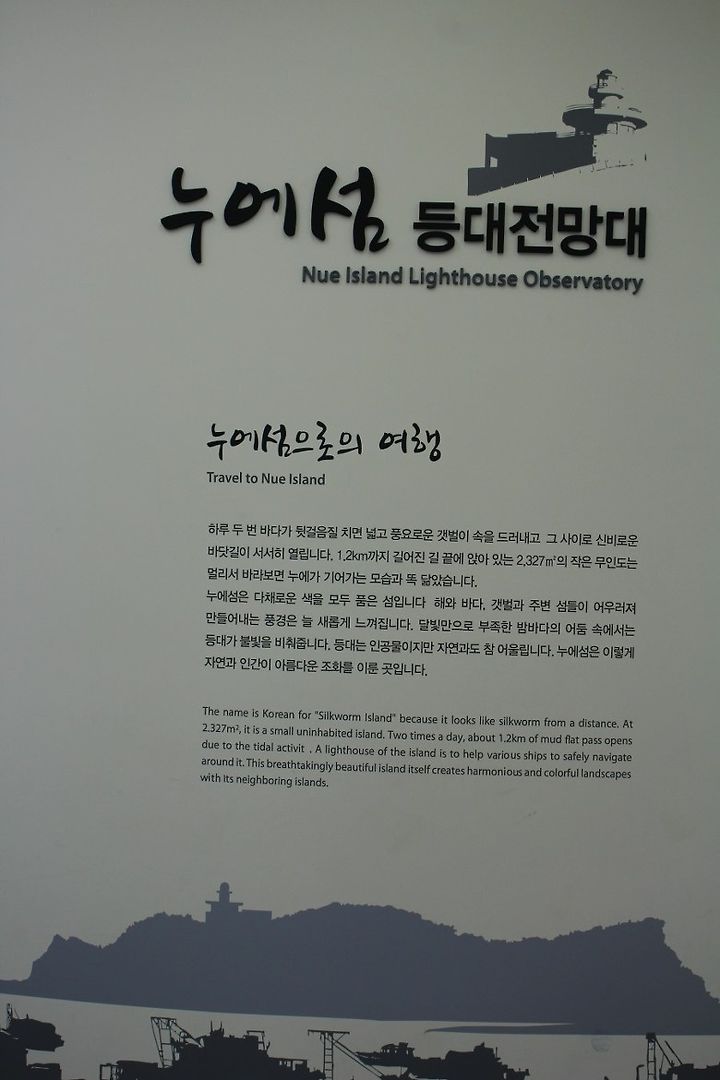 누에섬 등대전망대
Nue Island Lighthouse Observatory
누에섬으로의 여행
Travel to Nue Island
하루 두 번 바다가 뒷걸음질 치면 넓고 풍요로운 갯벌이 속을 드러내고 그 사이로 신비로운
바닷길이 서서히 열립니다. 1.2km까지 길어진 길 끝에 앉아 있는 2,327㎡의 작은 무인도는
멀리서 바라보면 누에가 기어가는 모습과 똑 닮았습니다.
누에섬은 다채로운 색을 모두 품은 섬입니다 해와 바다, 갯벌과 주변 섬들이 어우러져
만들어내는 풍경은 늘 새롭게 느껴집니다. 달빛만으로 부족한 밤바다의 어둠 속에서는
등대가 불빛을 비춰줍니다. 등대는 인공물이지만 자연과도 참 어울립니다. 누에섬은 이렇게
자연과 인간이 아름다운 조화를 이룬 곳입니다.
The name is Korean for "Silkworm Island" because it looks like silkworm from a distance. At
2.327m², it is a small uninhabited island. Two times a day, about 1.2km of mud flat pass opens
due to the tidal activit . A lighthouse of the island is to help various ships to safely navigate
around it. This breathtakingly beautiful island itself creates harmonious and colorful landscapes
with its neighboring islands.